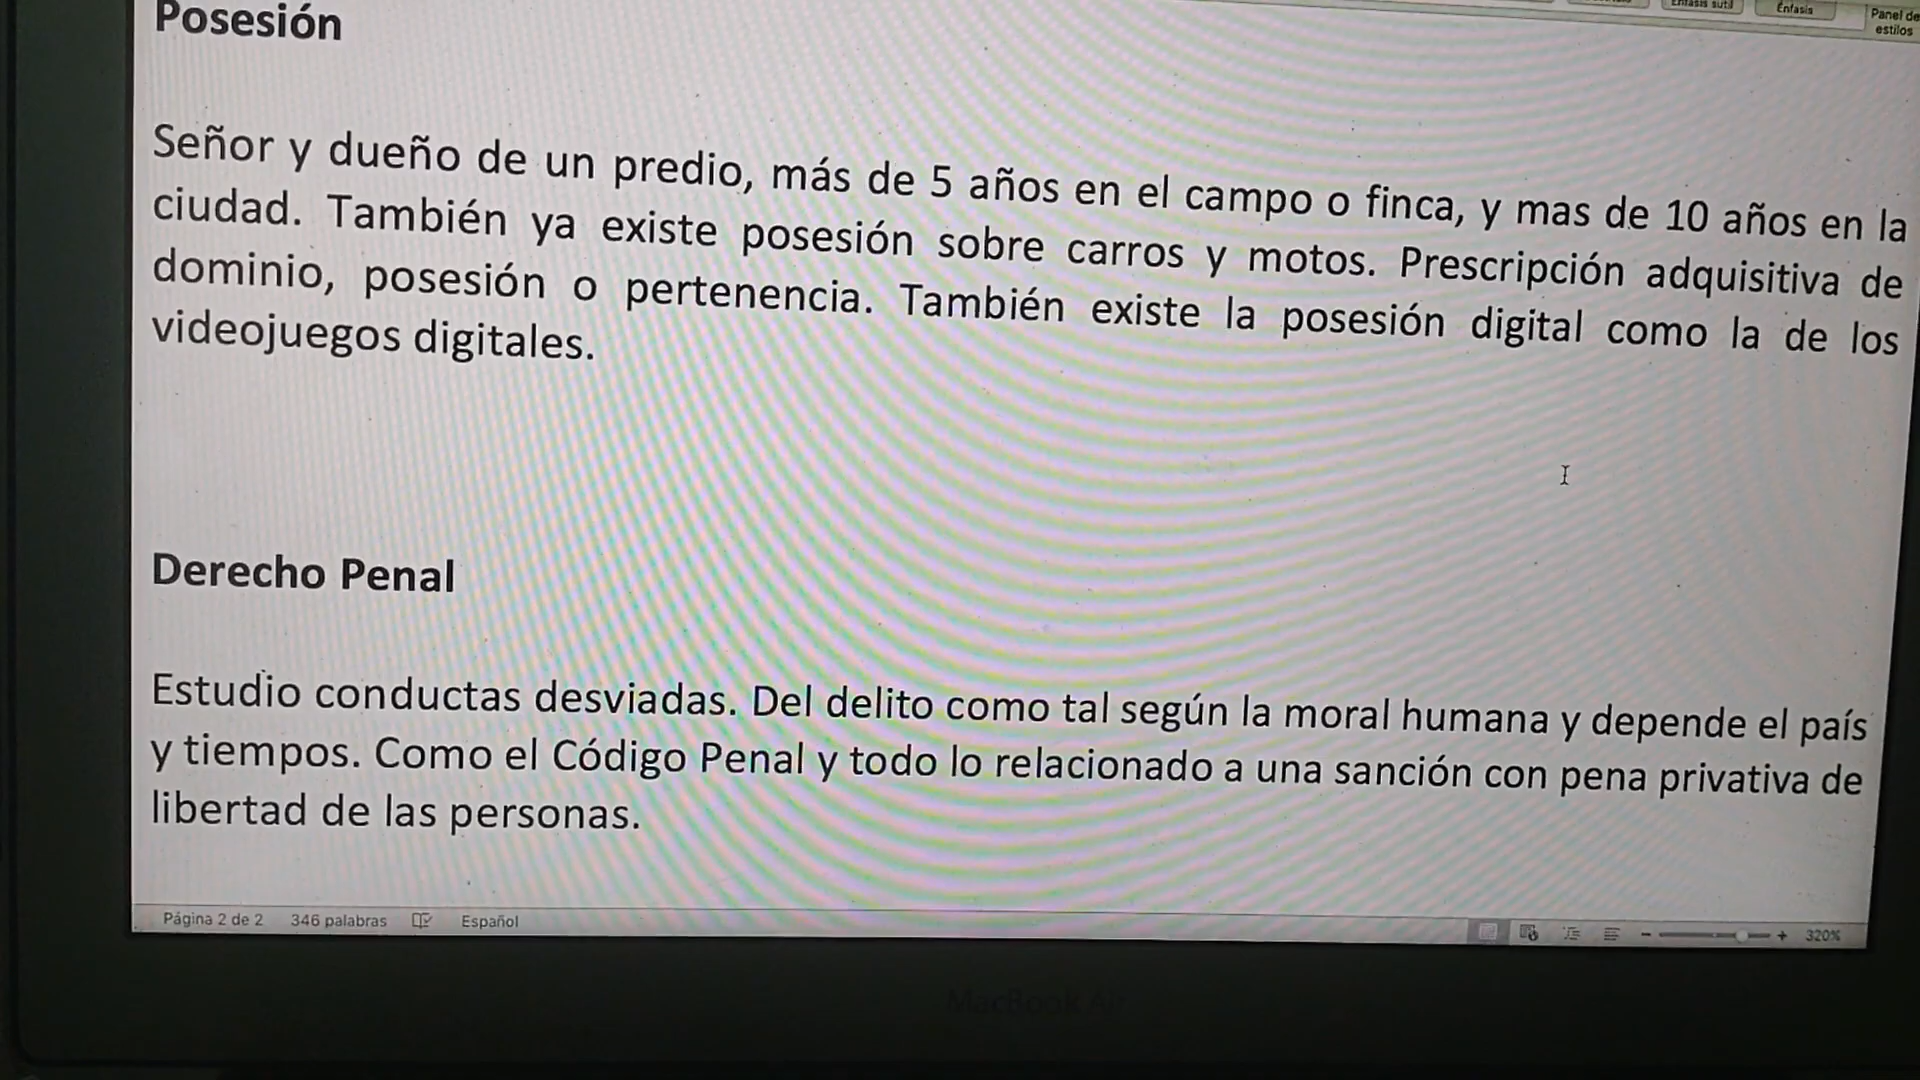 Énfasis sutil Énfasis Panel de
estilos
Posesión
Señor y dueño de un predio, más de 5 años en el campo o finca, y mas de 10 años en la
ciudad. También ya existe posesión sobre carros y motos. Prescripción adquisitiva de
dominio, posesión o pertenencia. También existe la posesión digital como la de los
videojuegos digitales.
Derecho Penal
Estudio conductas desviadas. Del delito como tal según la moral humana y depende el país
y tiempos. Como el Código Penal y todo lo relacionado a una sanción con pena privativa de
libertad de las personas.
Página 2 de 2 346 palabras Español 320%
MacBook Air